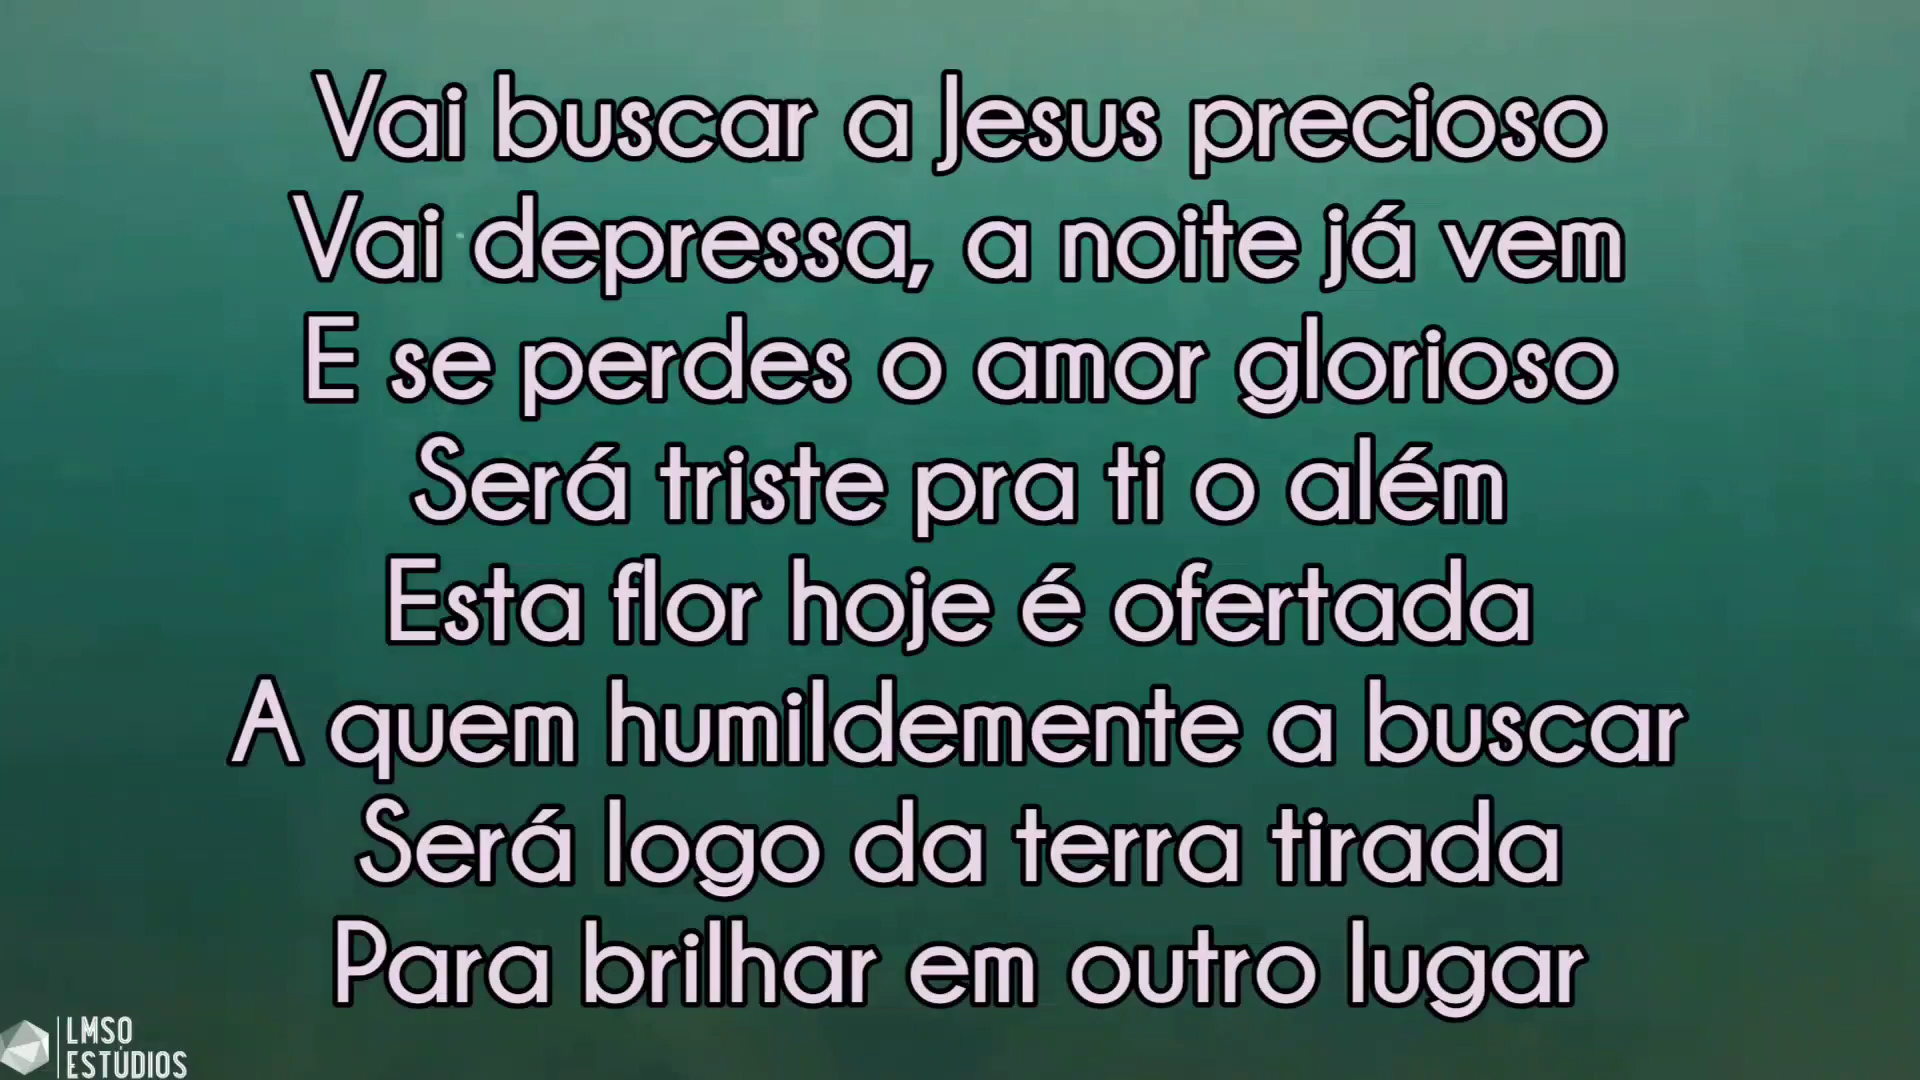 Vai buscar a Jesus precioso
Vai depressa, a noite já vem
E se perdes o amor glorioso
Será triste pra ti o além
Esta flor hoje é ofertada
A quem humildemente a buscar
Será logo da terra tirada
Para brilhar em outro lugar
LMSO
ESTÚDIOS